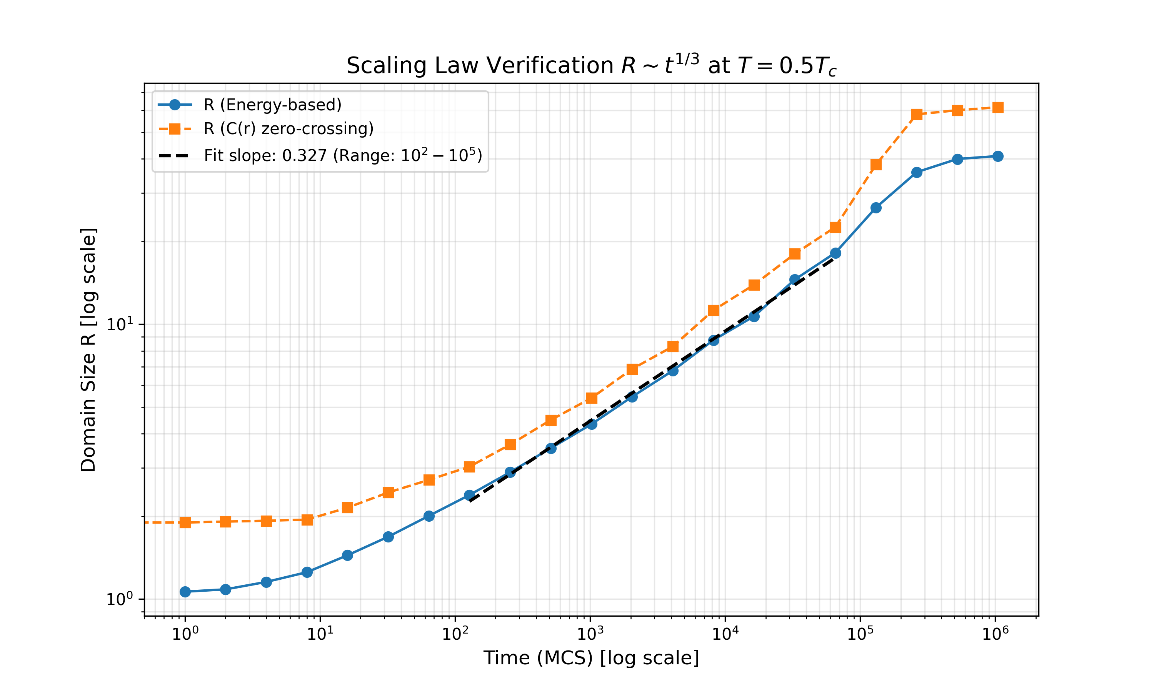 Scaling Law Verification R ~ t^{1/3} at T = 0.5T_c
R (Energy-based)
R (C(r) zero-crossing)
Fit slope: 0.327 (Range: 10^2 − 10^5)
Domain Size R [log scale]
10^1
10^0
10^0 10^1 10^2 10^3 10^4 10^5 10^6
Time (MCS) [log scale]